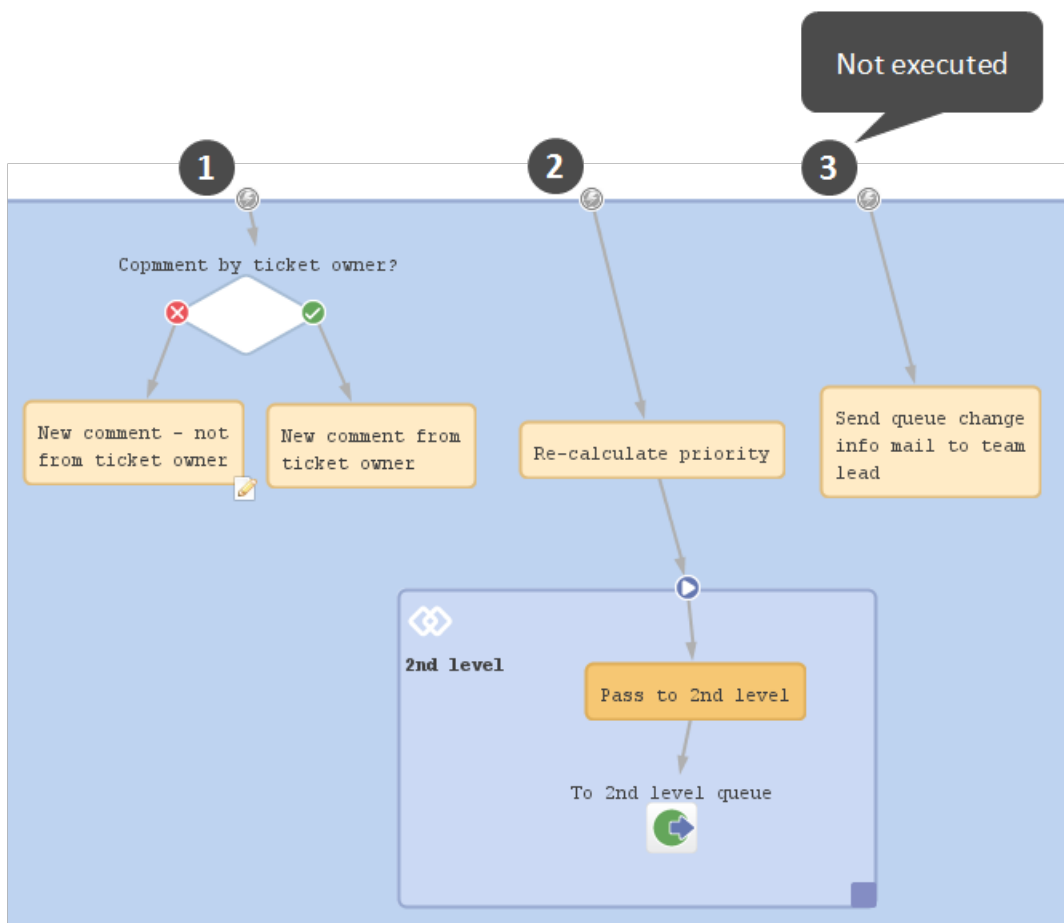 Not executed
1
2
3
Copmment by ticket owner?
New comment - not
from ticket owner
New comment from
ticket owner
Re-calculate priority
Send queue change
info mail to team
lead
2nd level
Pass to 2nd level
To 2nd level queue